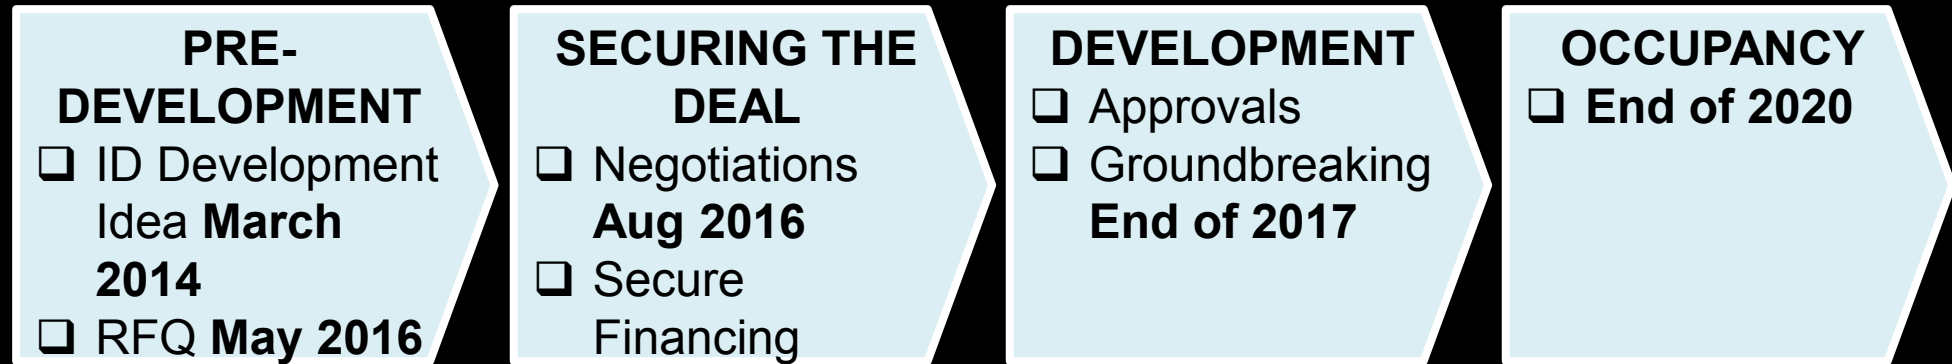 PRE-
DEVELOPMENT
❑ ID Development
Idea March
2014
❑ RFQ May 2016
SECURING THE
DEAL
❑ Negotiations
Aug 2016
❑ Secure
Financing
DEVELOPMENT
❑ Approvals
❑ Groundbreaking
End of 2017
OCCUPANCY
❑ End of 2020